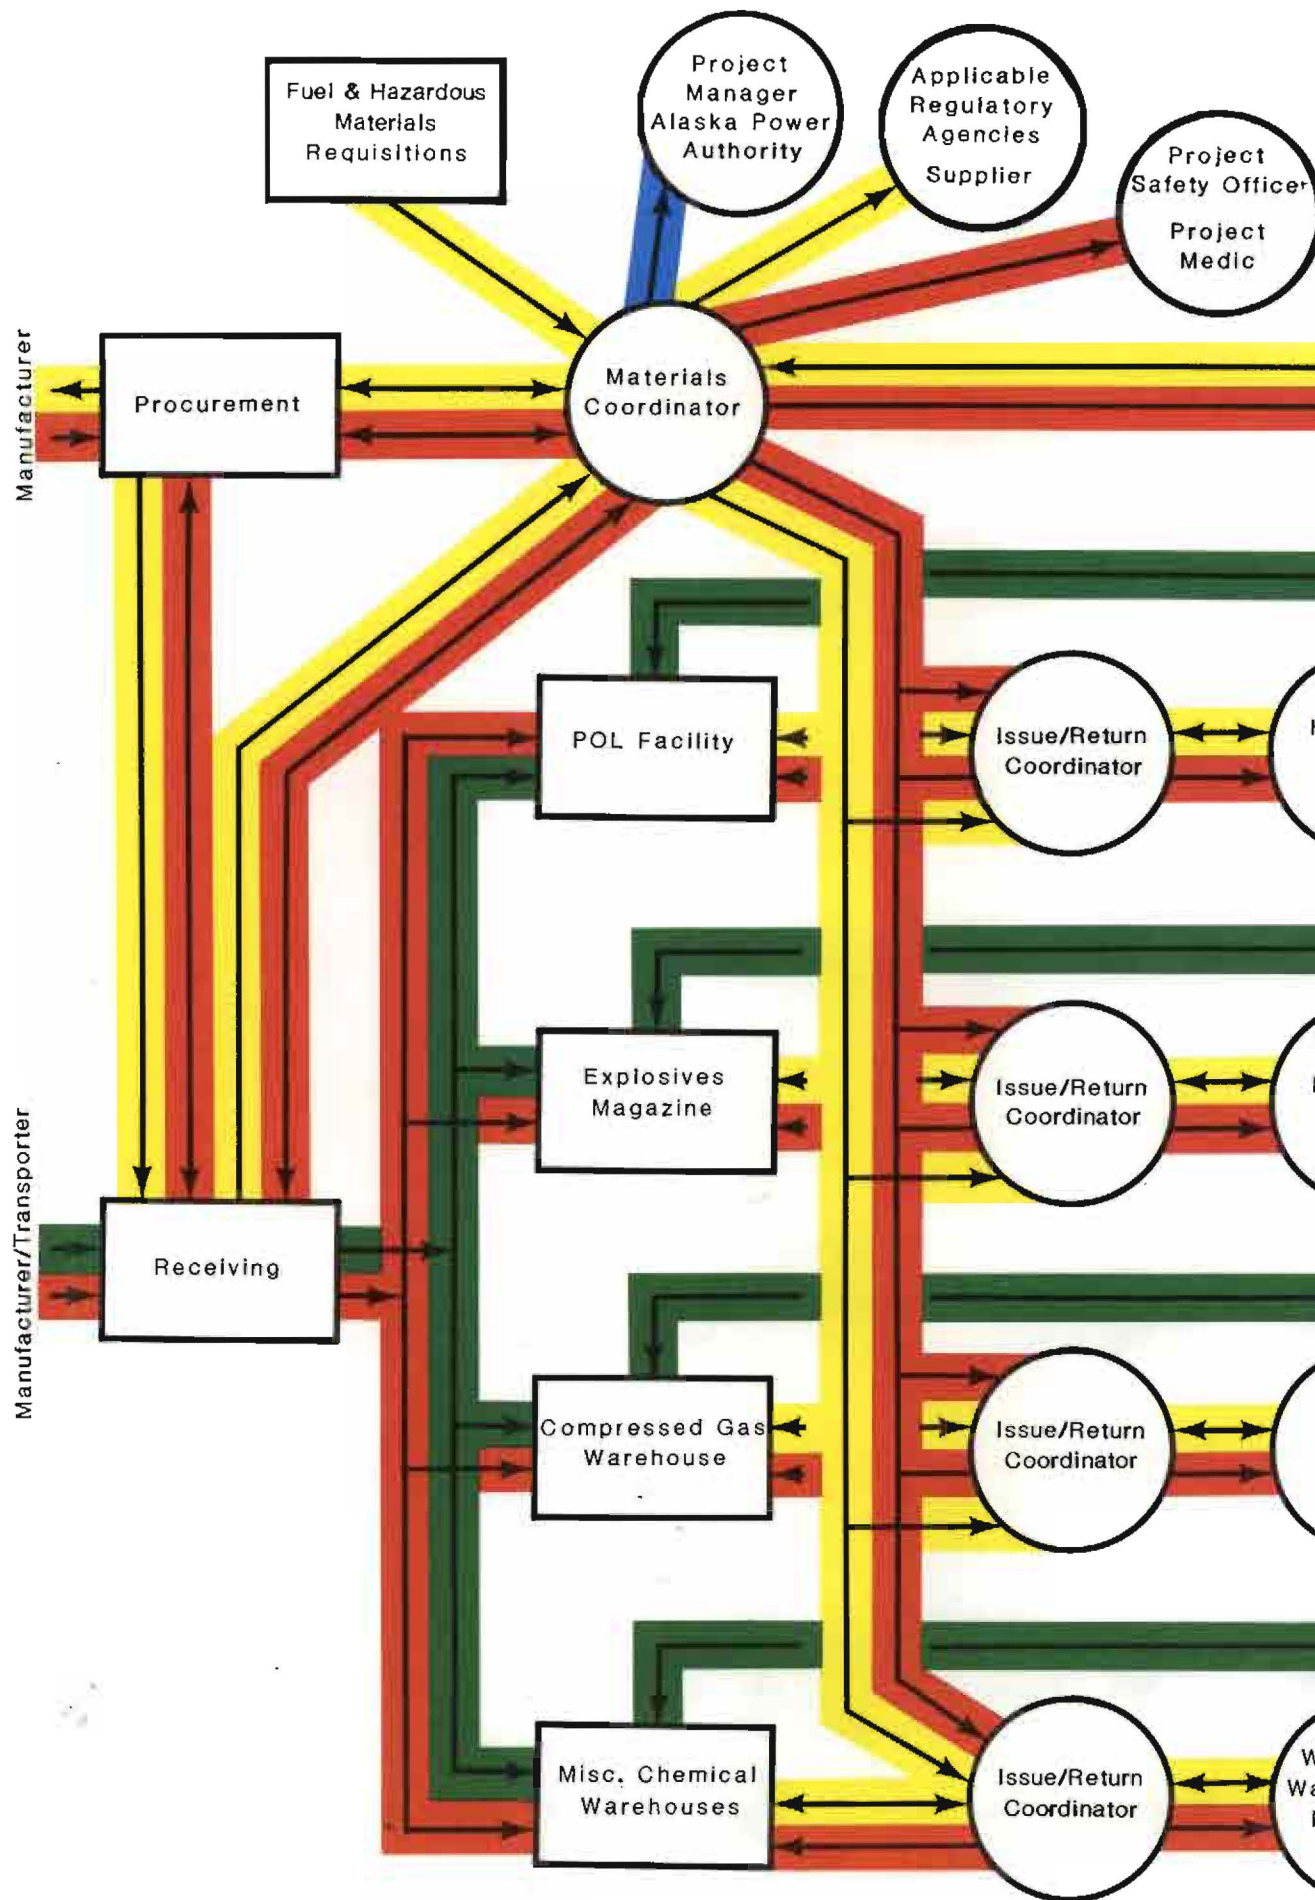 Fuel & Hazardous
Materials
Requisitions
Project
Manager
Alaska Power
Authority
Applicable
Regulatory
Agencies
Supplier
Project
Safety Officer
Project
Medic
Manufacturer
Procurement
Materials
Coordinator
POL Facility
Issue/Return
Coordinator
Explosives
Magazine
Issue/Return
Coordinator
Manufacturer/Transporter
Receiving
Compressed Gas
Warehouse
Issue/Return
Coordinator
Misc. Chemical
Warehouses
Issue/Return
Coordinator